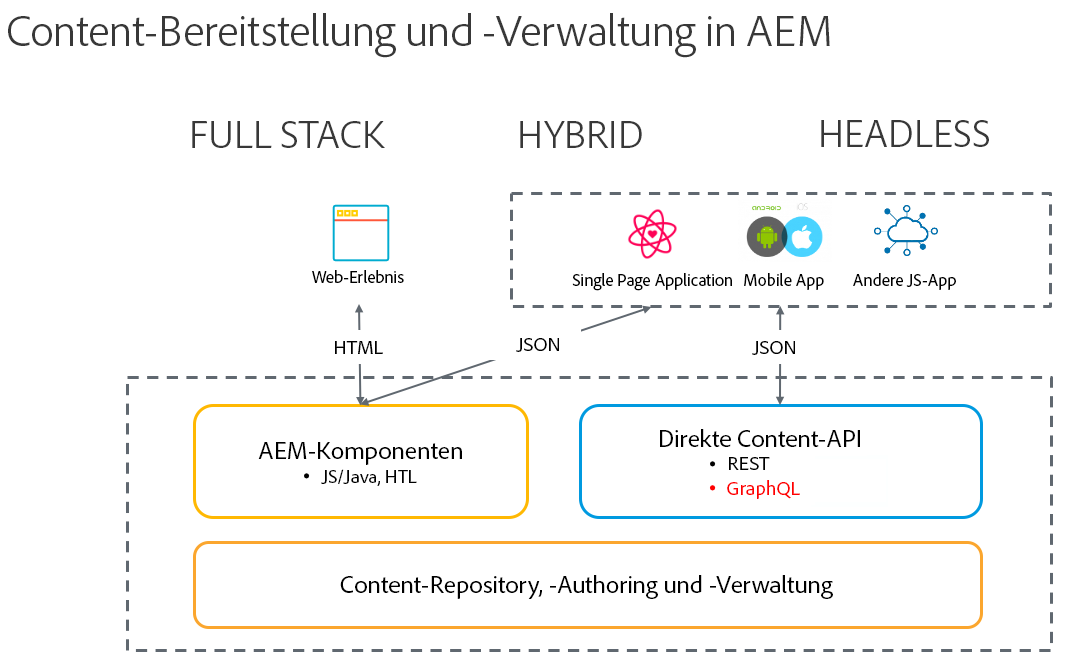 Content-Bereitstellung und -Verwaltung in AEM
FULL STACK
HYBRID
HEADLESS
ANDROID
iOS
Web-Erlebnis
Single Page Application
Mobile App
Andere JS-App
HTML
JSON
JSON
AEM-Komponenten
• JS/Java, HTL
Direkte Content-API
• REST
• GraphQL
Content-Repository, -Authoring und -Verwaltung